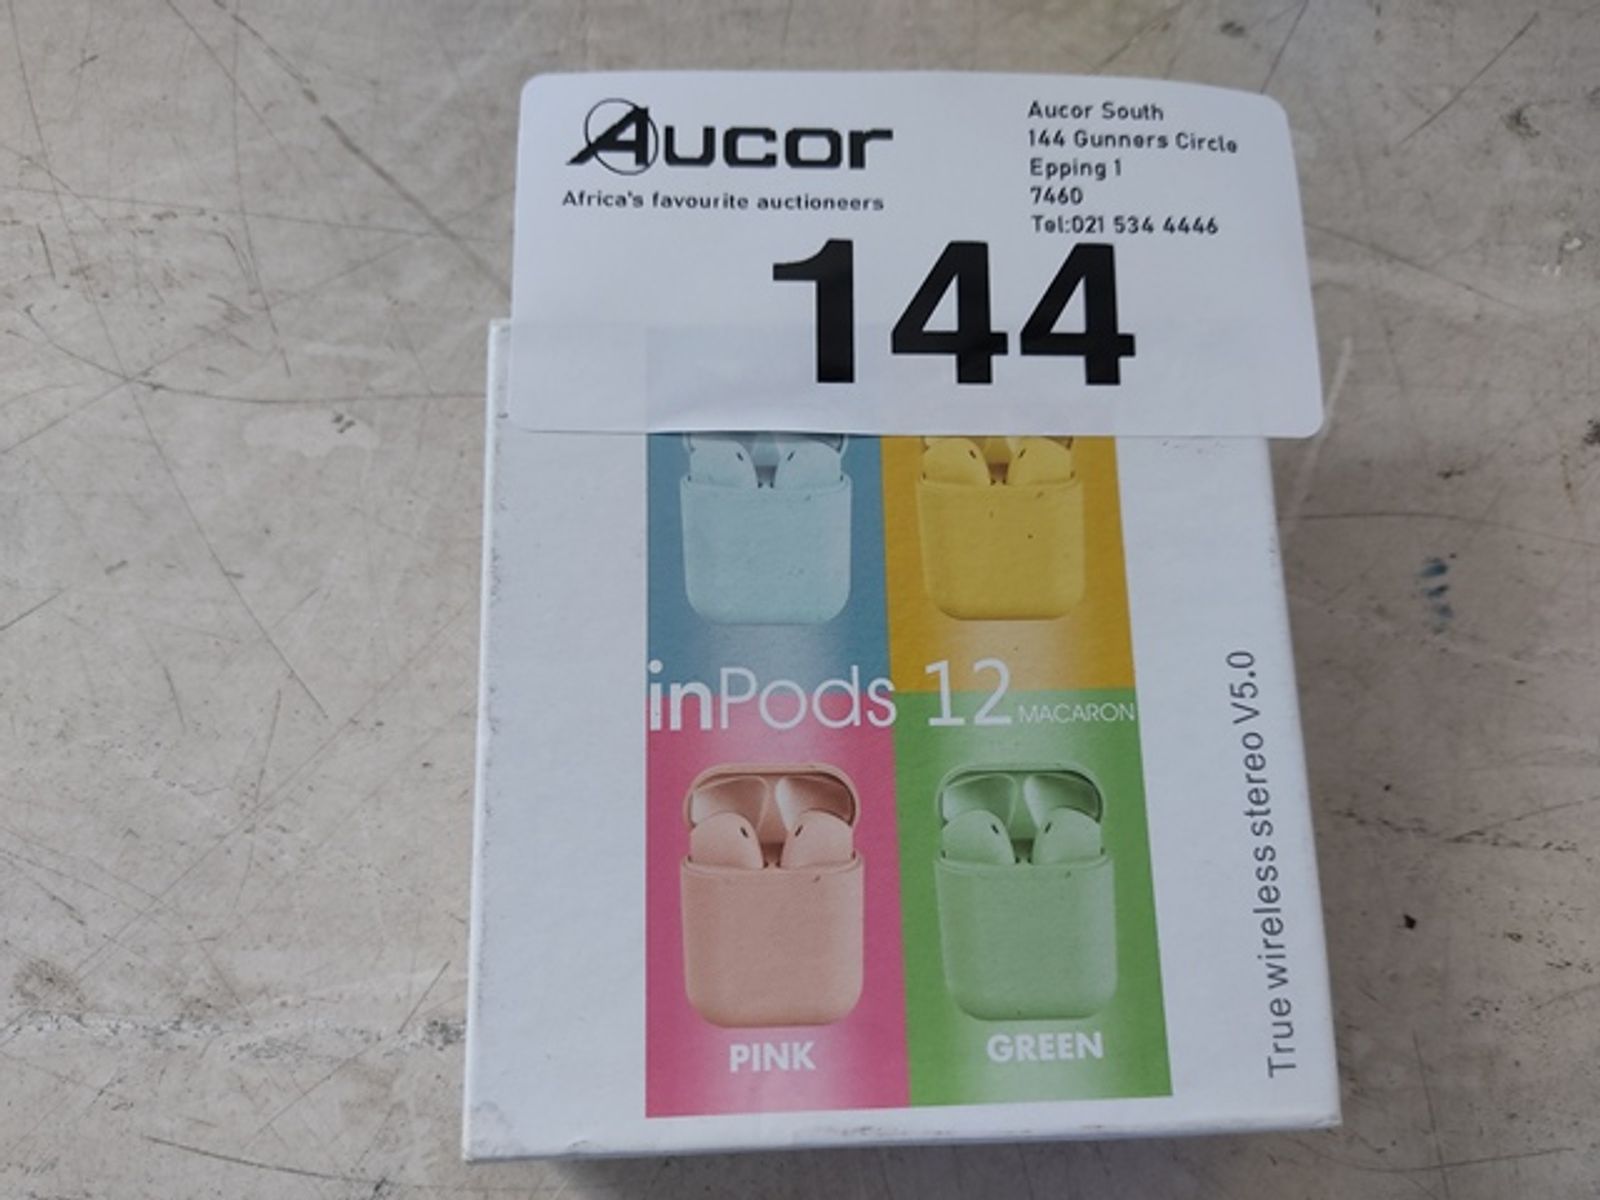 Aucor
Africa's favourite auctioneers
Aucor South
144 Gunners Circle
Epping 1
7460
Tel:021 534 4446
144
inPods 12 MACARON
PINK
GREEN
True wireless stereo V5.0